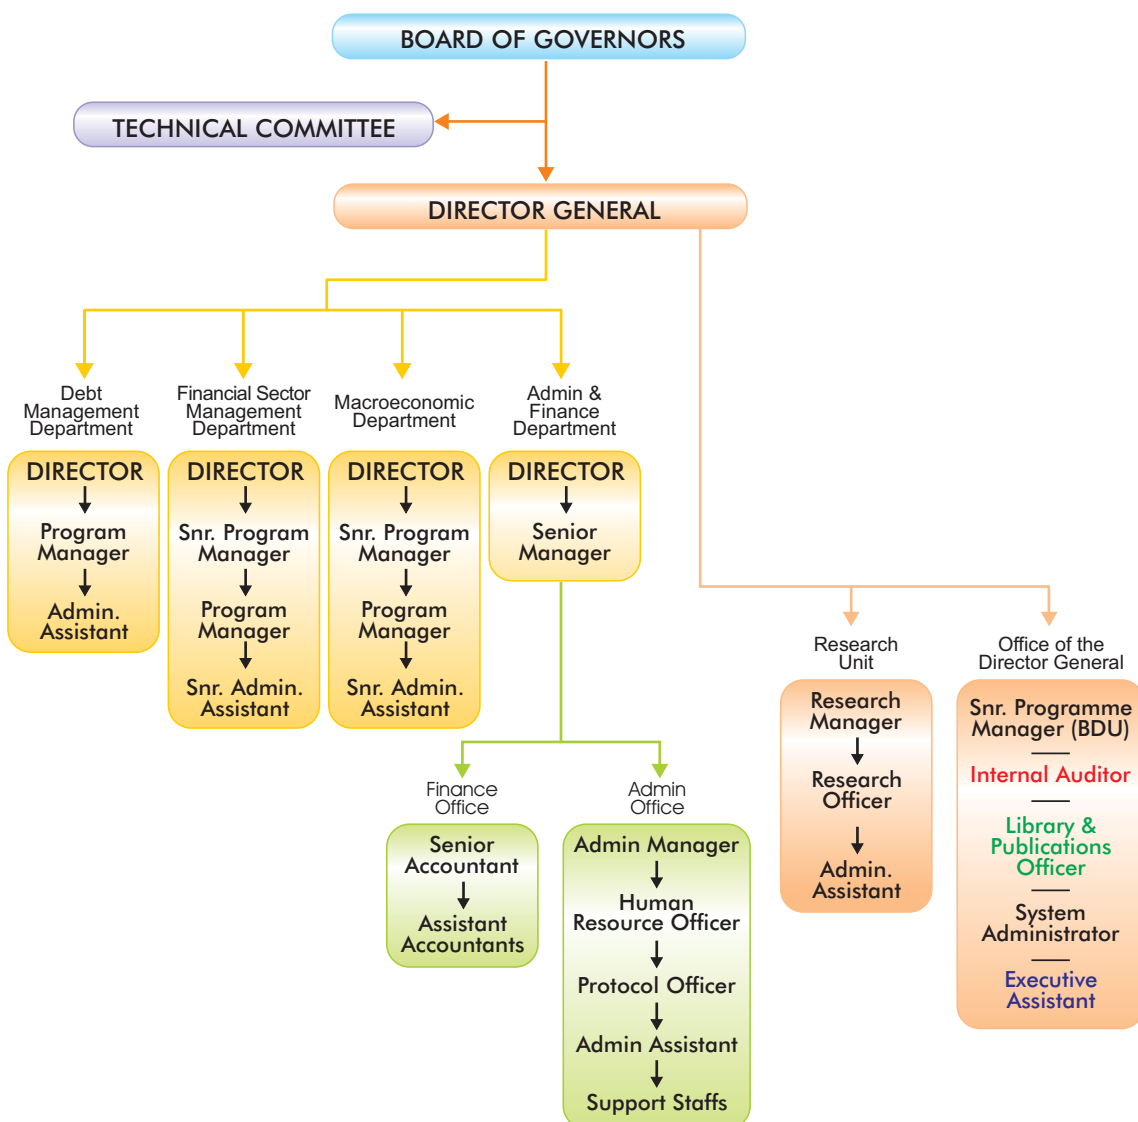 BOARD OF GOVERNORS
TECHNICAL COMMITTEE
DIRECTOR GENERAL
Debt
Management
Department
DIRECTOR
Program
Manager
Admin.
Assistant
Financial Sector
Management
Department
DIRECTOR
Snr. Program
Manager
Program
Manager
Snr. Admin.
Assistant
Macroeconomic
Department
DIRECTOR
Snr. Program
Manager
Program
Manager
Snr. Admin.
Assistant
Admin &
Finance
Department
DIRECTOR
Senior
Manager
Finance
Office
Senior
Accountant
Assistant
Accountants
Admin
Office
Admin Manager
Human
Resource Officer
Protocol Officer
Admin Assistant
Support Staffs
Research
Unit
Research
Manager
Research
Officer
Admin.
Assistant
Office of the
Director General
Snr. Programme
Manager (BDU)
Internal Auditor
Library &
Publications
Officer
System
Administrator
Executive
Assistant